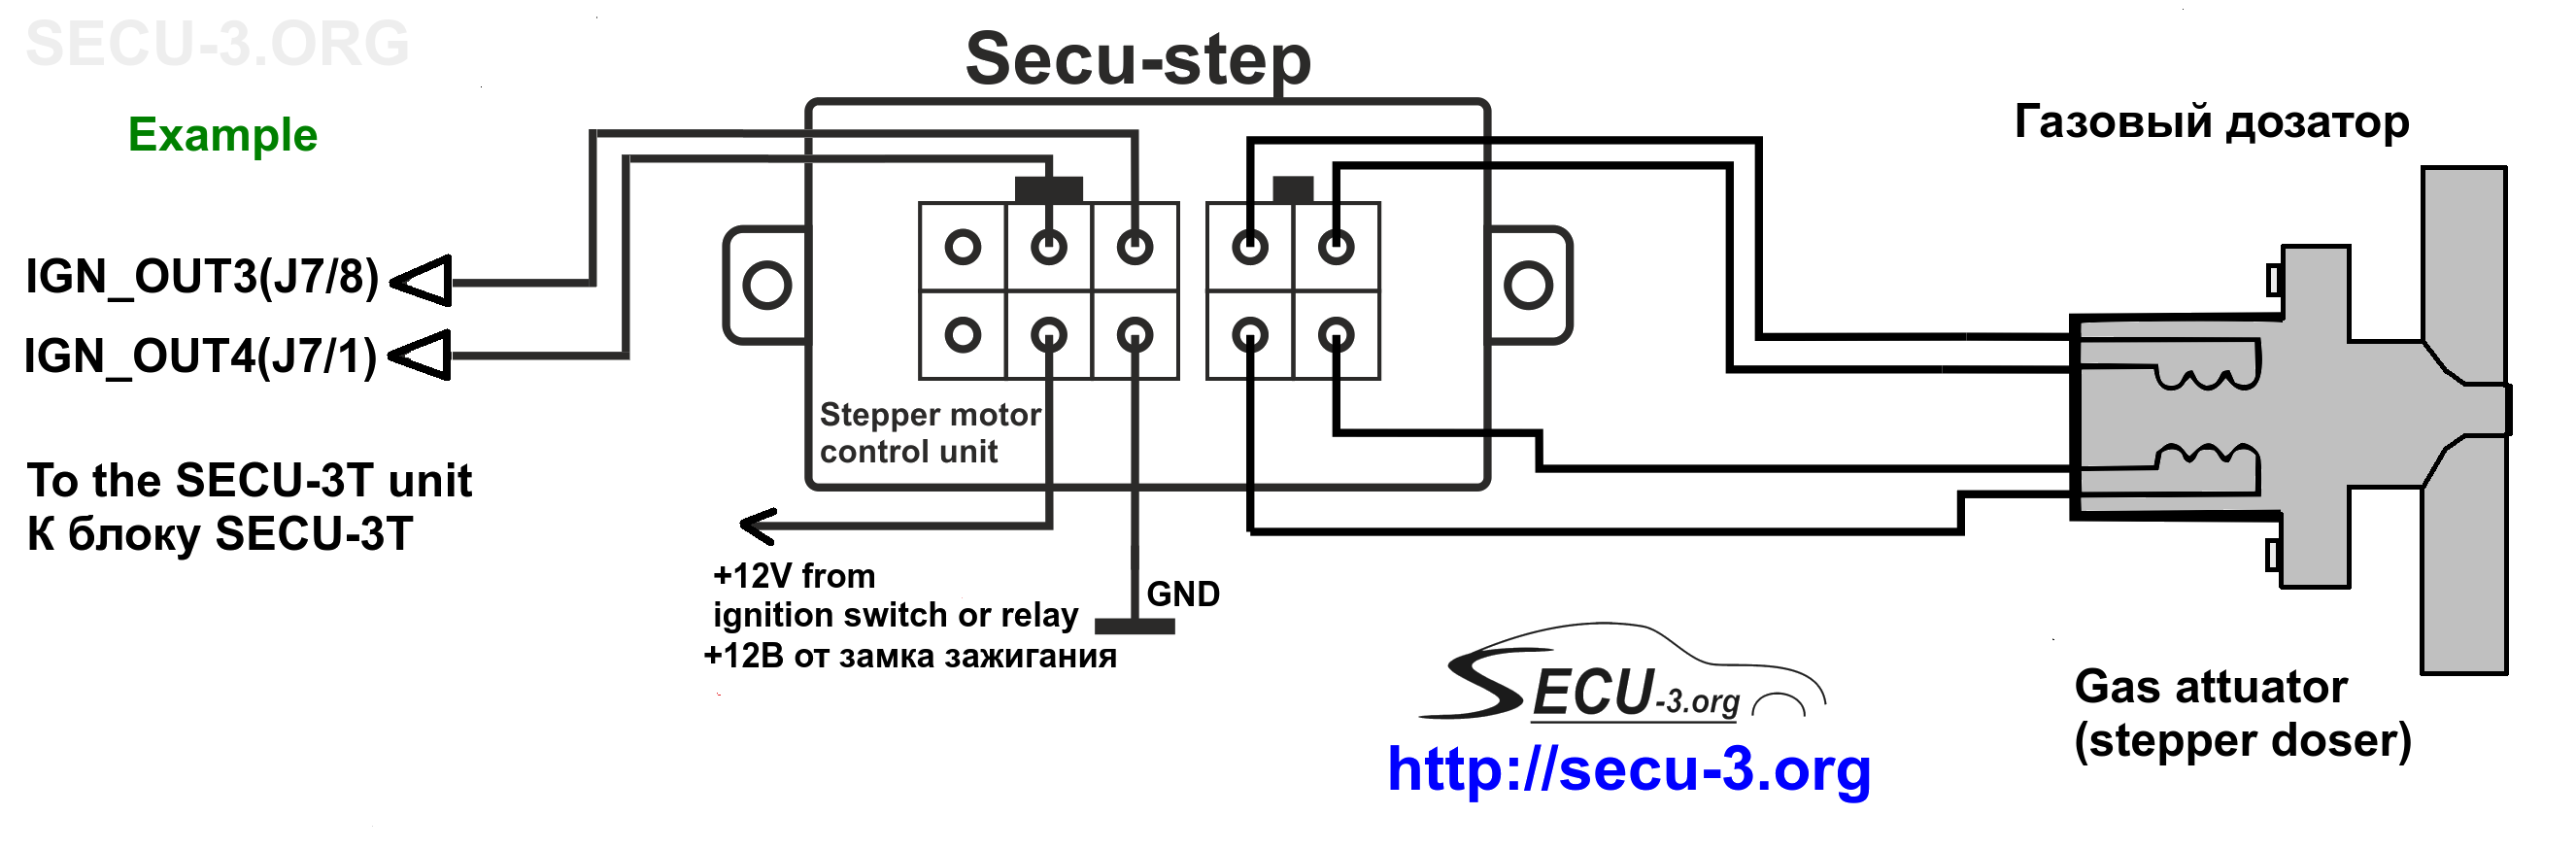 SECU-3.ORG
Secu-step
Example
Газовый дозатор
IGN_OUT3(J7/8)
IGN_OUT4(J7/1)
Stepper motor
control unit
To the SECU-3T unit
К блоку SECU-3T
+12V from
ignition switch or relay
+12В от замка зажигания
GND
SECU-3.org
http://secu-3.org
Gas attuator
(stepper doser)